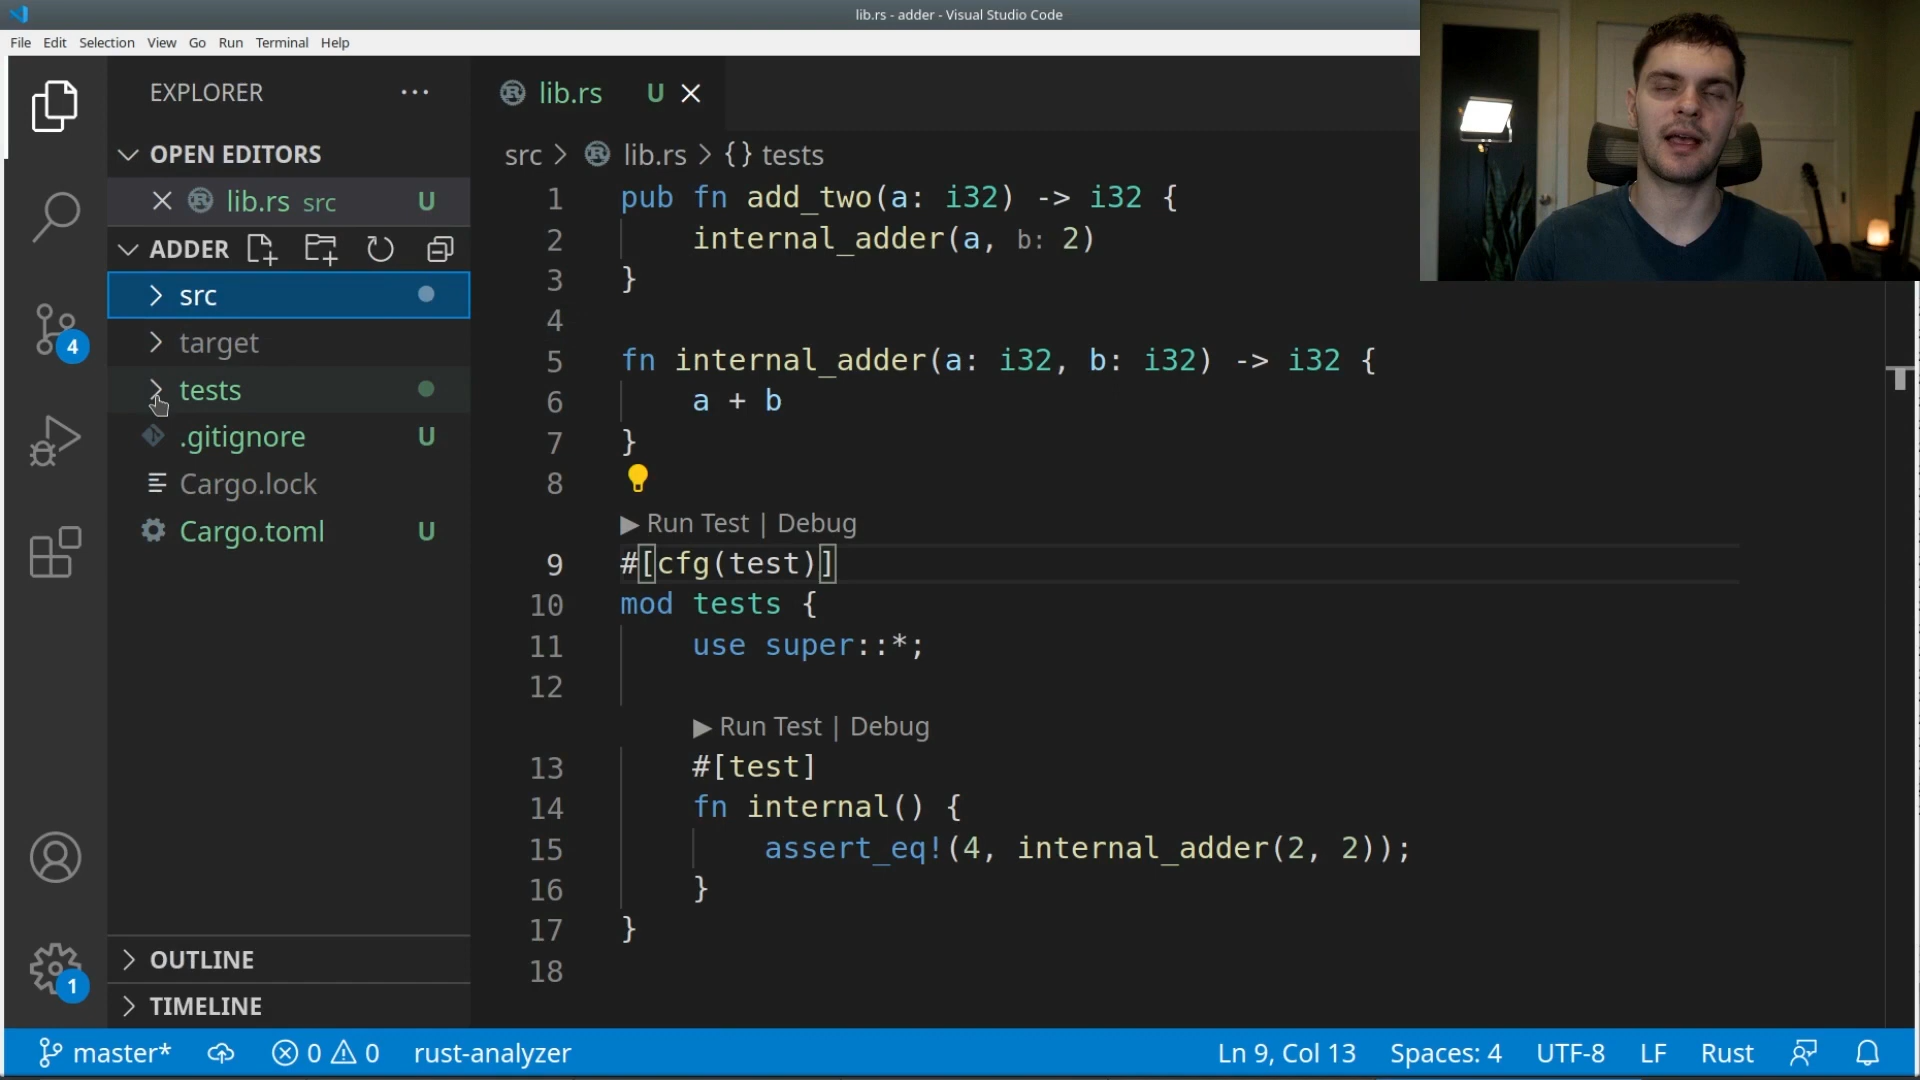 lib.rs - adder - Visual Studio Code
File Edit Selection View Go Run Terminal Help
EXPLORER ···
OPEN EDITORS
lib.rs src U
ADDER
src
target
tests
.gitignore U
Cargo.lock
Cargo.toml U
OUTLINE
TIMELINE
4
1
lib.rs U
src > lib.rs > {} tests
1 pub fn add_two(a: i32) -> i32 {
2 internal_adder(a, b: 2)
3 }
4
5 fn internal_adder(a: i32, b: i32) -> i32 {
6 a + b
7 }
8
▶ Run Test | Debug
9 #[cfg(test)]
10 mod tests {
11 use super::*;
12
▶ Run Test | Debug
13 #[test]
14 fn internal() {
15 assert_eq!(4, internal_adder(2, 2));
16 }
17 }
18
master* 0 0 rust-analyzer Ln 9, Col 13 Spaces: 4 UTF-8 LF Rust